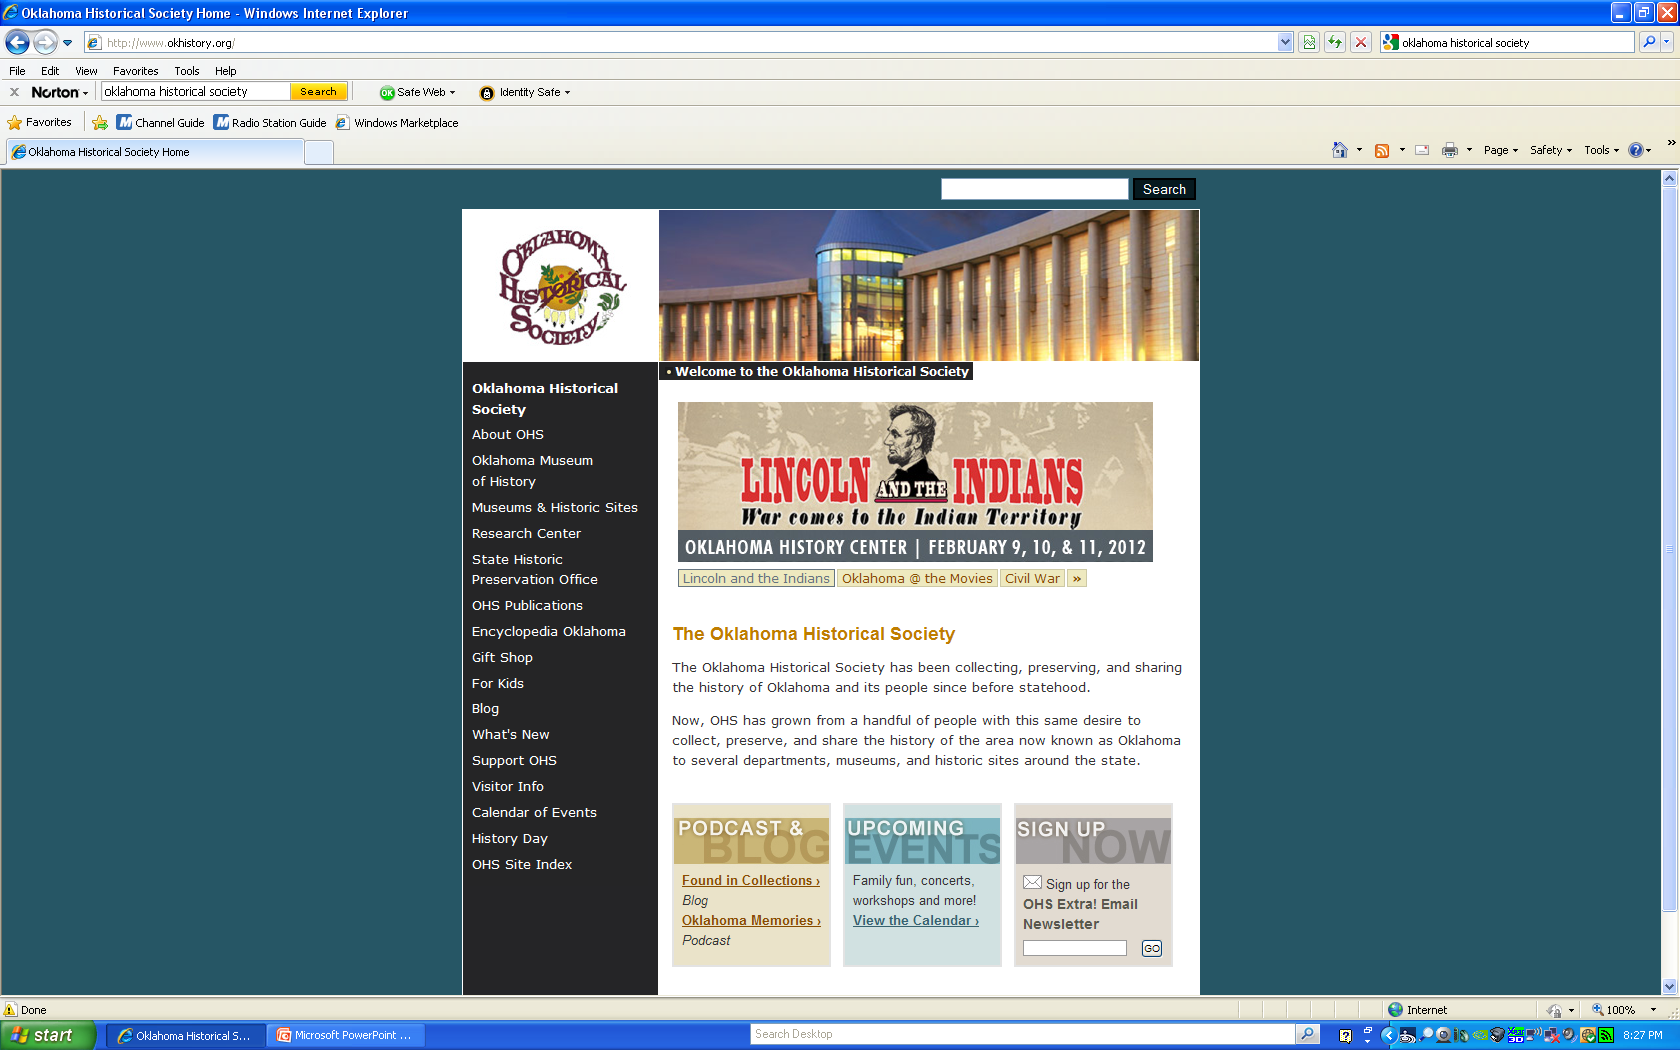 Oklahoma Historical Society Home - Windows Internet Explorer
http://www.okhistory.org/
oklahoma historical society
File Edit View Favorites Tools Help
x Norton oklahoma historical society Search OK Safe Web Identity Safe
Favorites Channel Guide Radio Station Guide Windows Marketplace
Oklahoma Historical Society Home
Page Safety Tools »
Search
OKLAHOMA
HISTORICAL
SOCIETY
Oklahoma Historical
Society
About OHS
Oklahoma Museum
of History
Museums & Historic Sites
Research Center
State Historic
Preservation Office
OHS Publications
Encyclopedia Oklahoma
Gift Shop
For Kids
Blog
What's New
Support OHS
Visitor Info
Calendar of Events
History Day
OHS Site Index
• Welcome to the Oklahoma Historical Society
LINCOLN AND THE INDIANS
War comes to the Indian Territory
OKLAHOMA HISTORY CENTER | FEBRUARY 9, 10, & 11, 2012
Lincoln and the Indians Oklahoma @ the Movies Civil War »
The Oklahoma Historical Society
The Oklahoma Historical Society has been collecting, preserving, and sharing
the history of Oklahoma and its people since before statehood.
Now, OHS has grown from a handful of people with this same desire to
collect, preserve, and share the history of the area now known as Oklahoma
to several departments, museums, and historic sites around the state.
PODCAST &
BLOG
Found in Collections ›
Blog
Oklahoma Memories ›
Podcast
UPCOMING
EVENTS
Family fun, concerts,
workshops and more!
View the Calendar ›
SIGN UP
NOW
Sign up for the
OHS Extra! Email
Newsletter
GO
Done Internet 100%
start Oklahoma Historical S... Microsoft PowerPoint ... Search Desktop 8:27 PM